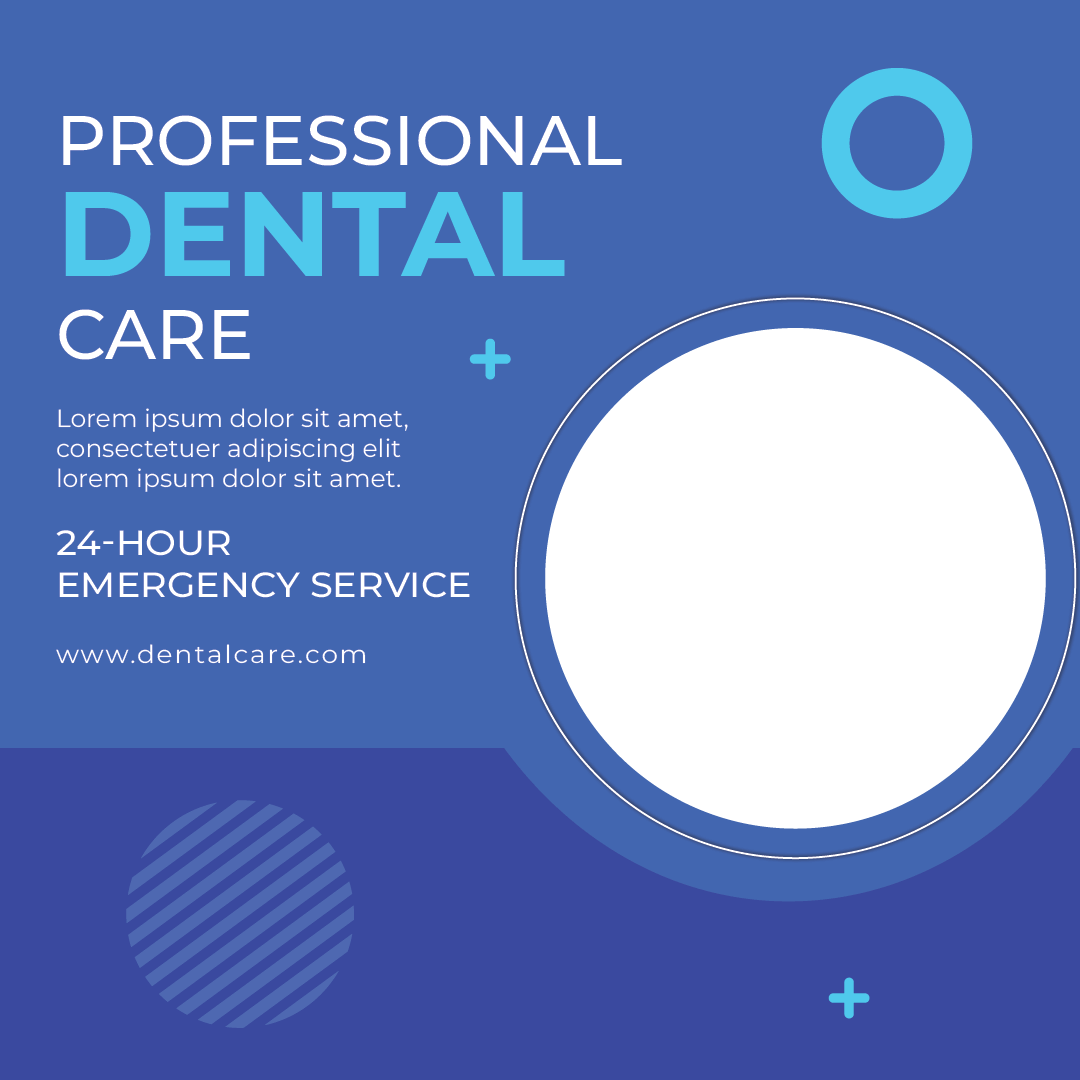 PROFESSIONAL
DENTAL
CARE
Lorem ipsum dolor sit amet,
consectetuer adipiscing elit
lorem ipsum dolor sit amet.
24-HOUR
EMERGENCY SERVICE
www.dentalcare.com